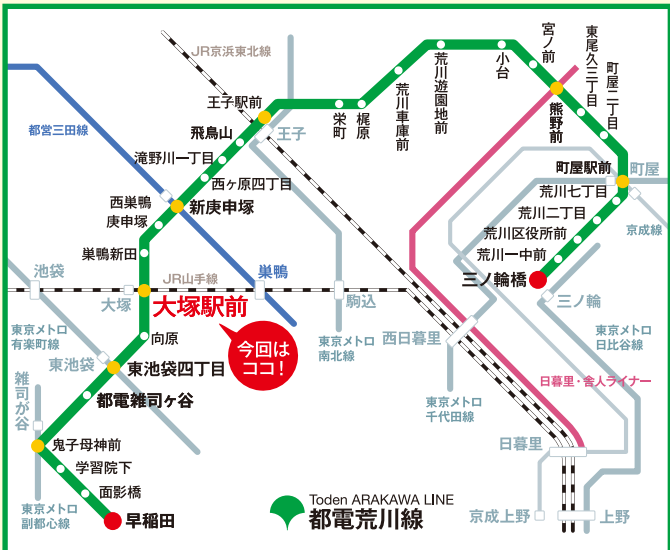 JR京浜東北線
王子駅前
栄町
梶原
荒川車庫前
荒川遊園地前
小台
宮ノ前
熊野前
東尾久三丁目
町屋二丁目
都営三田線
飛鳥山
王子
滝野川一丁目
西ヶ原四丁目
西巣鴨
新庚申塚
庚申塚
巣鴨新田
町屋駅前
町屋
荒川七丁目
京成線
荒川二丁目
荒川区役所前
荒川一中前
三ノ輪橋
三ノ輪
池袋
JR山手線
巣鴨
大塚
大塚駅前
駒込
東京メトロ
有楽町線
向原
今回は
ココ!
東京メトロ
南北線
西日暮里
東京メトロ
日比谷線
東池袋
東池袋四丁目
日暮里・舎人ライナー
雑司が谷
都電雑司ヶ谷
東京メトロ
千代田線
鬼子母神前
日暮里
学習院下
面影橋
東京メトロ
副都心線
早稲田
Toden ARAKAWA LINE
都電荒川線
京成上野
上野